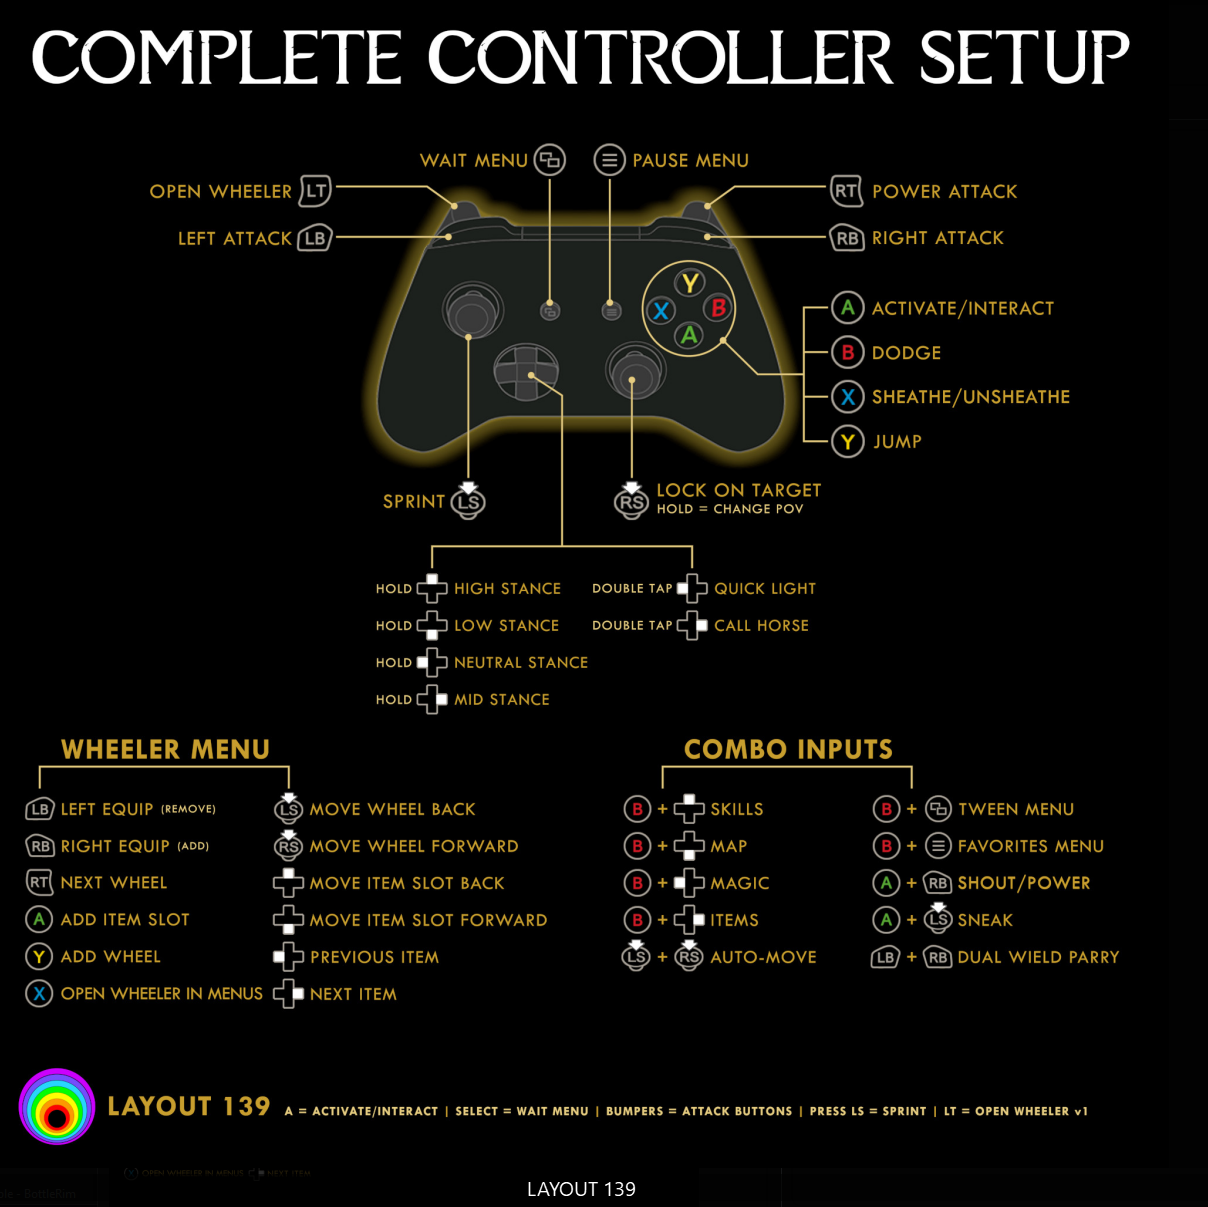 COMPLETE CONTROLLER SETUP
WAIT MENU
PAUSE MENU
OPEN WHEELER LT
RT POWER ATTACK
LEFT ATTACK LB
RB RIGHT ATTACK
Y
X B
A
A ACTIVATE/INTERACT
B DODGE
X SHEATHE/UNSHEATHE
Y JUMP
SPRINT LS
RS LOCK ON TARGET
HOLD = CHANGE POV
HOLD HIGH STANCE
HOLD LOW STANCE
HOLD NEUTRAL STANCE
HOLD MID STANCE
DOUBLE TAP QUICK LIGHT
DOUBLE TAP CALL HORSE
WHEELER MENU
LB LEFT EQUIP (REMOVE)
RB RIGHT EQUIP (ADD)
RT NEXT WHEEL
A ADD ITEM SLOT
Y ADD WHEEL
X OPEN WHEELER IN MENUS
LS MOVE WHEEL BACK
RS MOVE WHEEL FORWARD
MOVE ITEM SLOT BACK
MOVE ITEM SLOT FORWARD
PREVIOUS ITEM
NEXT ITEM
COMBO INPUTS
B + SKILLS
B + MAP
B + MAGIC
B + ITEMS
LS + RS AUTO-MOVE
B + TWEEN MENU
B + FAVORITES MENU
A + RB SHOUT/POWER
A + LS SNEAK
LB + RB DUAL WIELD PARRY
LAYOUT 139
A = ACTIVATE/INTERACT | SELECT = WAIT MENU | BUMPERS = ATTACK BUTTONS | PRESS LS = SPRINT | LT = OPEN WHEELER v1
X OPEN WHEELER IN MENUS NEXT ITEM
LAYOUT 139